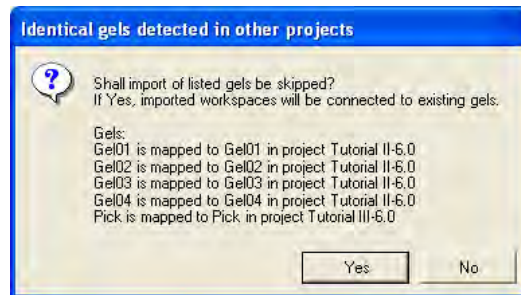 Identical gels detected in other projects
Shall import of listed gels be skipped?
If Yes, imported workspaces will be connected to existing gels.
Gels:
Gel01 is mapped to Gel01 in project Tutorial II-6.0
Gel02 is mapped to Gel02 in project Tutorial II-6.0
Gel03 is mapped to Gel03 in project Tutorial II-6.0
Gel04 is mapped to Gel04 in project Tutorial II-6.0
Pick is mapped to Pick in project Tutorial III-6.0
Yes No